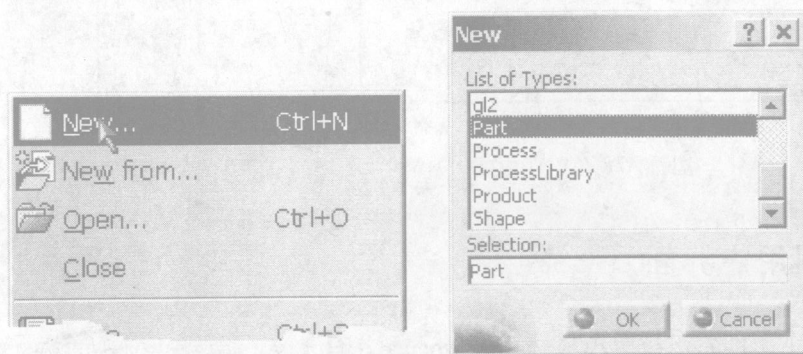 New... Ctrl+N
New from...
Open... Ctrl+O
Close
Ctrl+S
New
List of Types:
gl2
Part
Process
ProcessLibrary
Product
Shape
Selection:
Part
OK Cancel